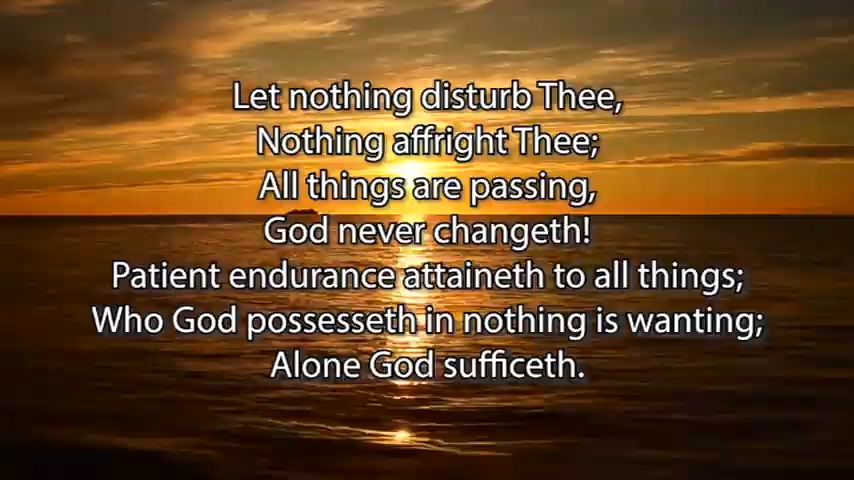 Let nothing disturb Thee,
Nothing affright Thee;
All things are passing,
God never changeth!
Patient endurance attaineth to all things;
Who God possesseth in nothing is wanting;
Alone God sufficeth.